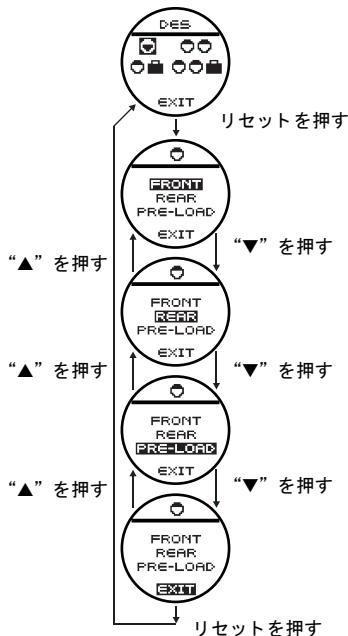 DES
EXIT
リセットを押す
FRONT
REAR
PRE-LOAD
EXIT
“▲”を押す
“▼”を押す
FRONT
REAR
PRE-LOAD
EXIT
“▲”を押す
“▼”を押す
FRONT
REAR
PRE-LOAD
EXIT
“▲”を押す
“▼”を押す
FRONT
REAR
PRE-LOAD
EXIT
リセットを押す